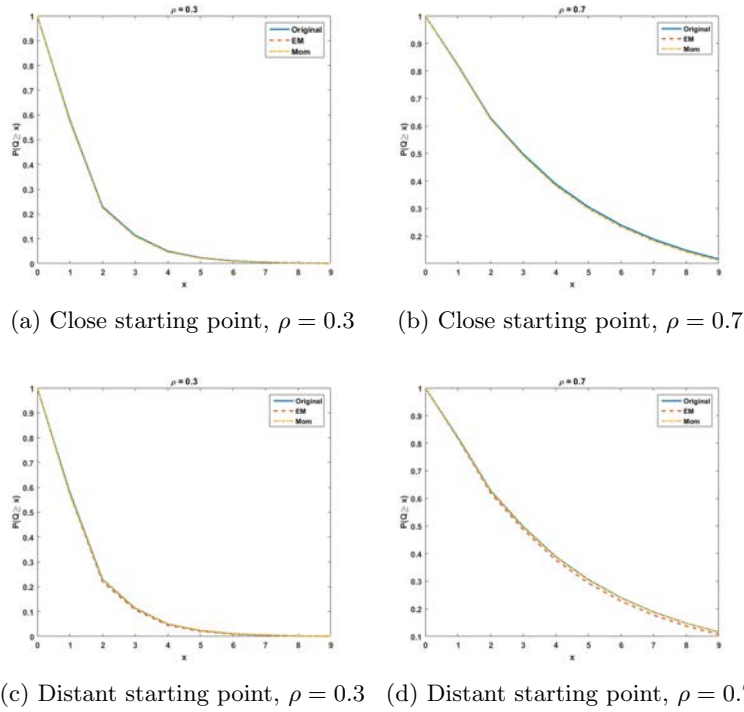 ρ = 0.3
ρ = 0.7
Original
EM
Mom
Original
EM
Mom
P(Q ≥ x)
P(Q ≥ x)
1
0.9
0.8
0.7
0.6
0.5
0.4
0.3
0.2
0.1
0
1
0.9
0.8
0.7
0.6
0.5
0.4
0.3
0.2
0 1 2 3 4 5 6 7 8 9
0 1 2 3 4 5 6 7 8 9
x
x
(a) Close starting point, ρ = 0.3
(b) Close starting point, ρ = 0.7
ρ = 0.3
ρ = 0.7
Original
EM
Mom
Original
EM
Mom
P(Q ≥ x)
P(Q ≥ x)
1
0.9
0.8
0.7
0.6
0.5
0.4
0.3
0.2
0.1
0
1
0.9
0.8
0.7
0.6
0.5
0.4
0.3
0.2
0.1
0 1 2 3 4 5 6 7 8 9
0 1 2 3 4 5 6 7 8 9
x
x
(c) Distant starting point, ρ = 0.3
(d) Distant starting point, ρ = 0.